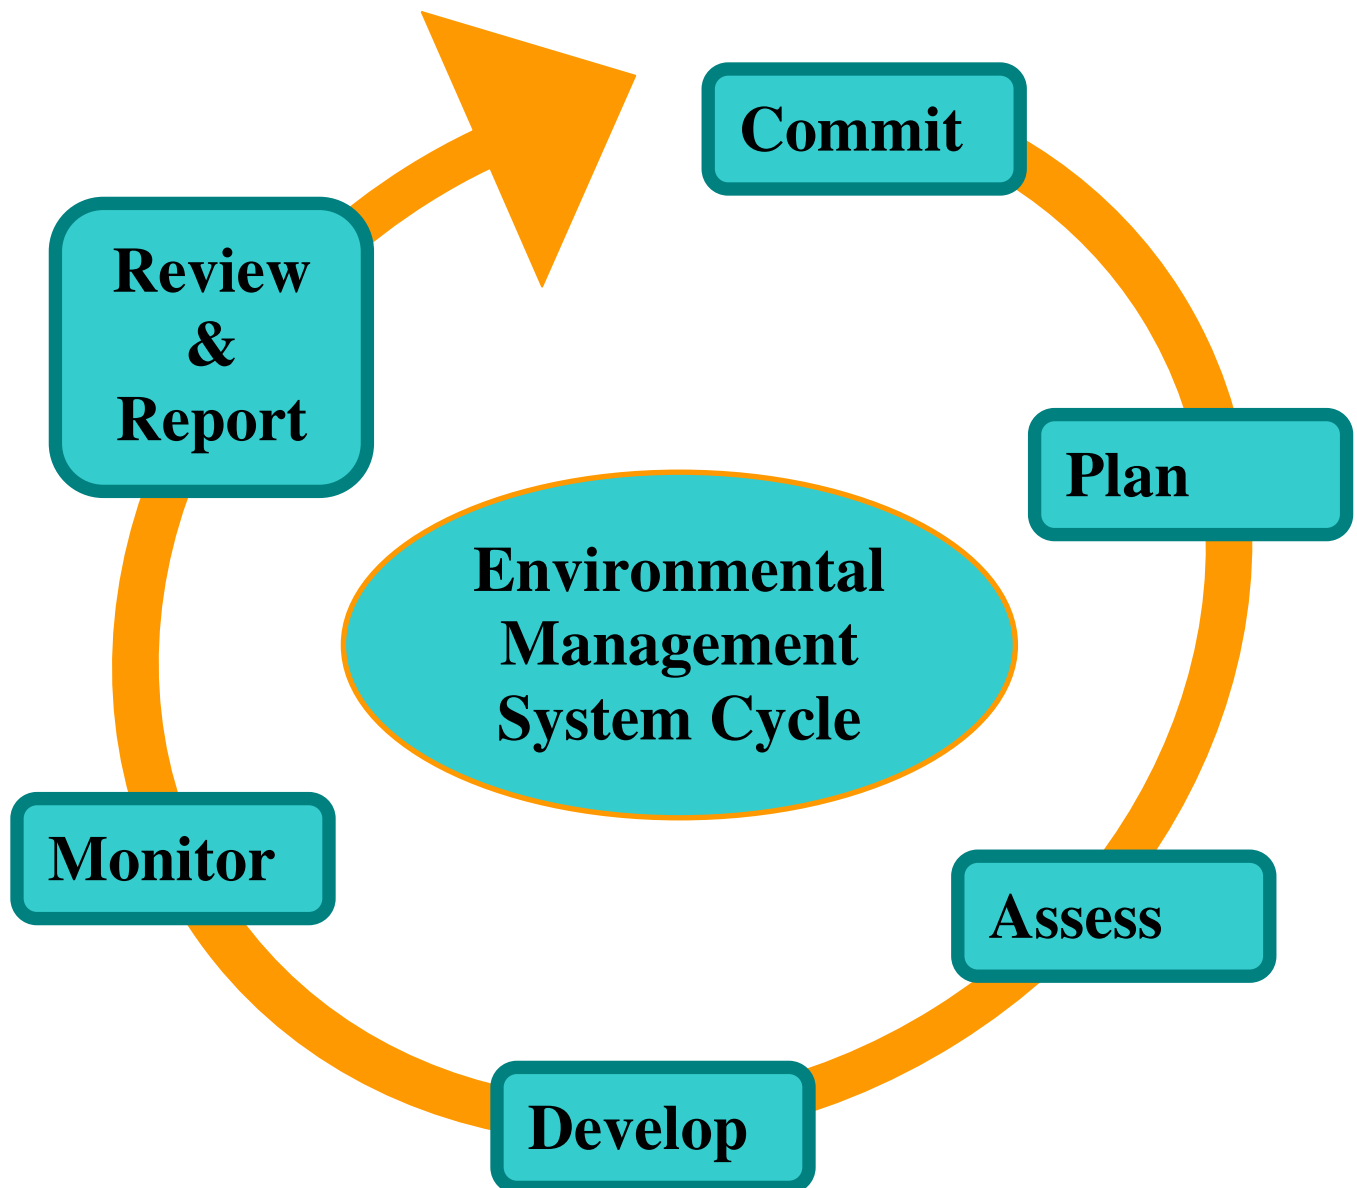 Commit
Plan
Assess
Develop
Monitor
Review
&
Report
Environmental
Management
System Cycle